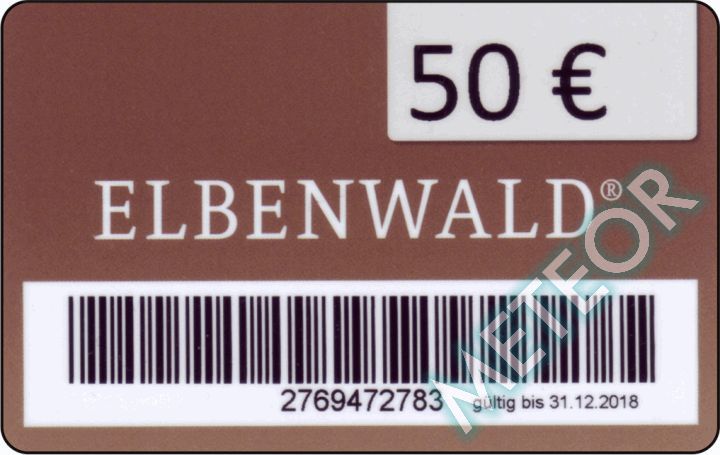 50 €
ELBENWALD®
METEOR
2769472783 gültig bis 31.12.2018